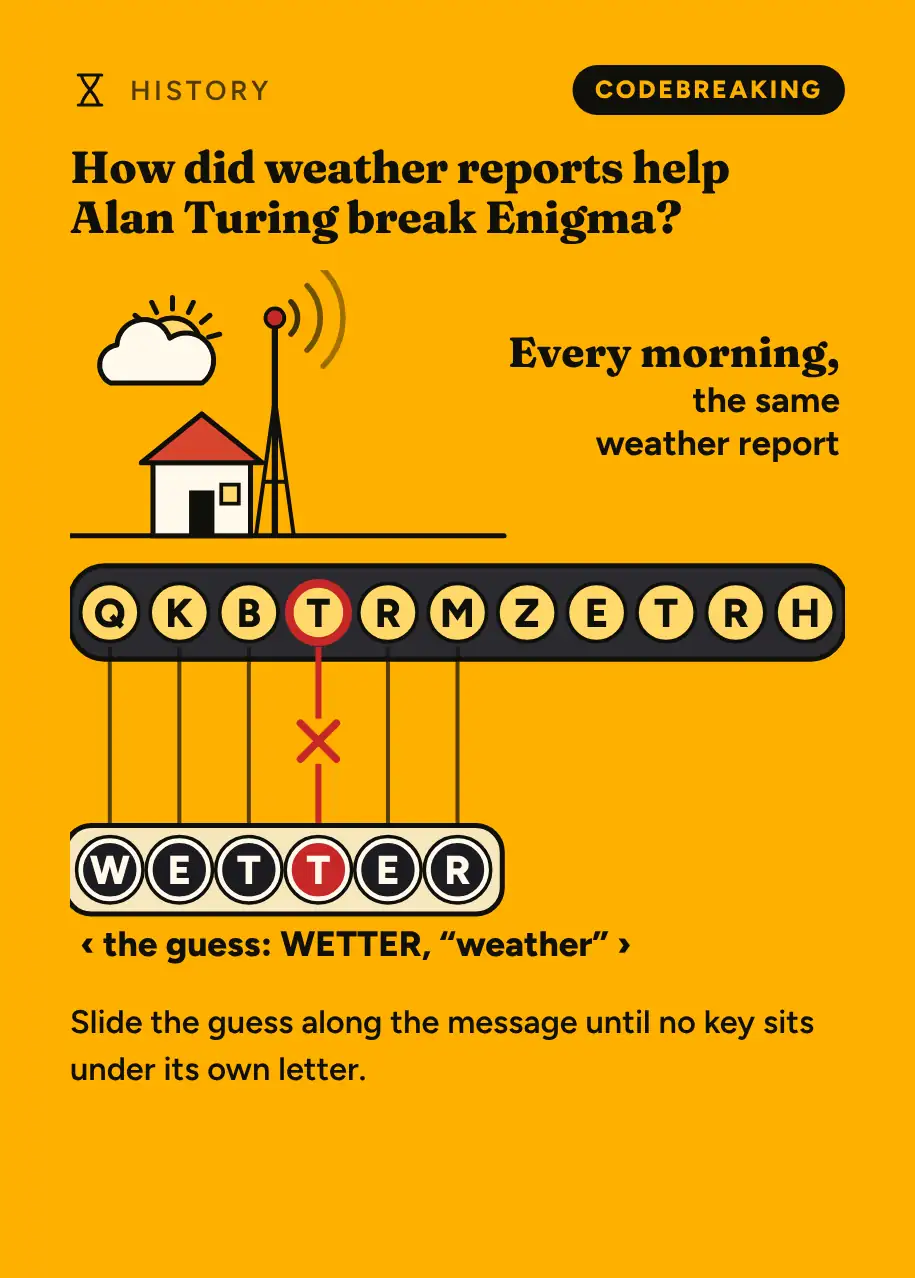 HISTORY
CODEBREAKING
How did weather reports help
Alan Turing break Enigma?
Every morning,
the same
weather report
Q K B T R M Z E T R H
W E T T E R
‹ the guess: WETTER, “weather” ›
Slide the guess along the message until no key sits
under its own letter.